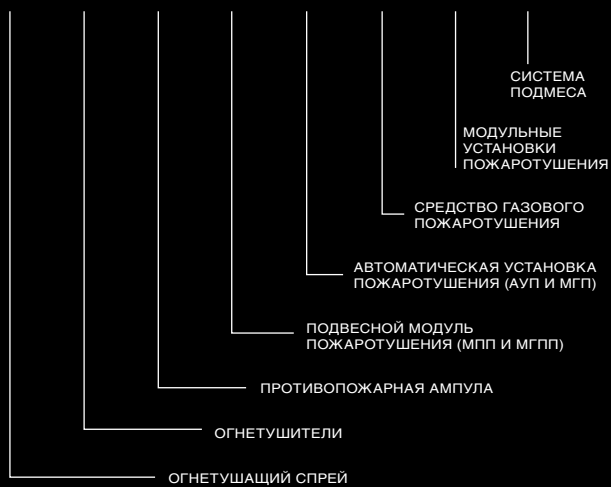 СИСТЕМА
ПОДМЕСА
МОДУЛЬНЫЕ
УСТАНОВКИ
ПОЖАРОТУШЕНИЯ
СРЕДСТВО ГАЗОВОГО
ПОЖАРОТУШЕНИЯ
АВТОМАТИЧЕСКАЯ УСТАНОВКА
ПОЖАРОТУШЕНИЯ (АУП И МГП)
ПОДВЕСНОЙ МОДУЛЬ
ПОЖАРОТУШЕНИЯ (МПП И МГПП)
ПРОТИВОПОЖАРНАЯ АМПУЛА
ОГНЕТУШИТЕЛИ
ОГНЕТУШАЩИЙ СПРЕЙ